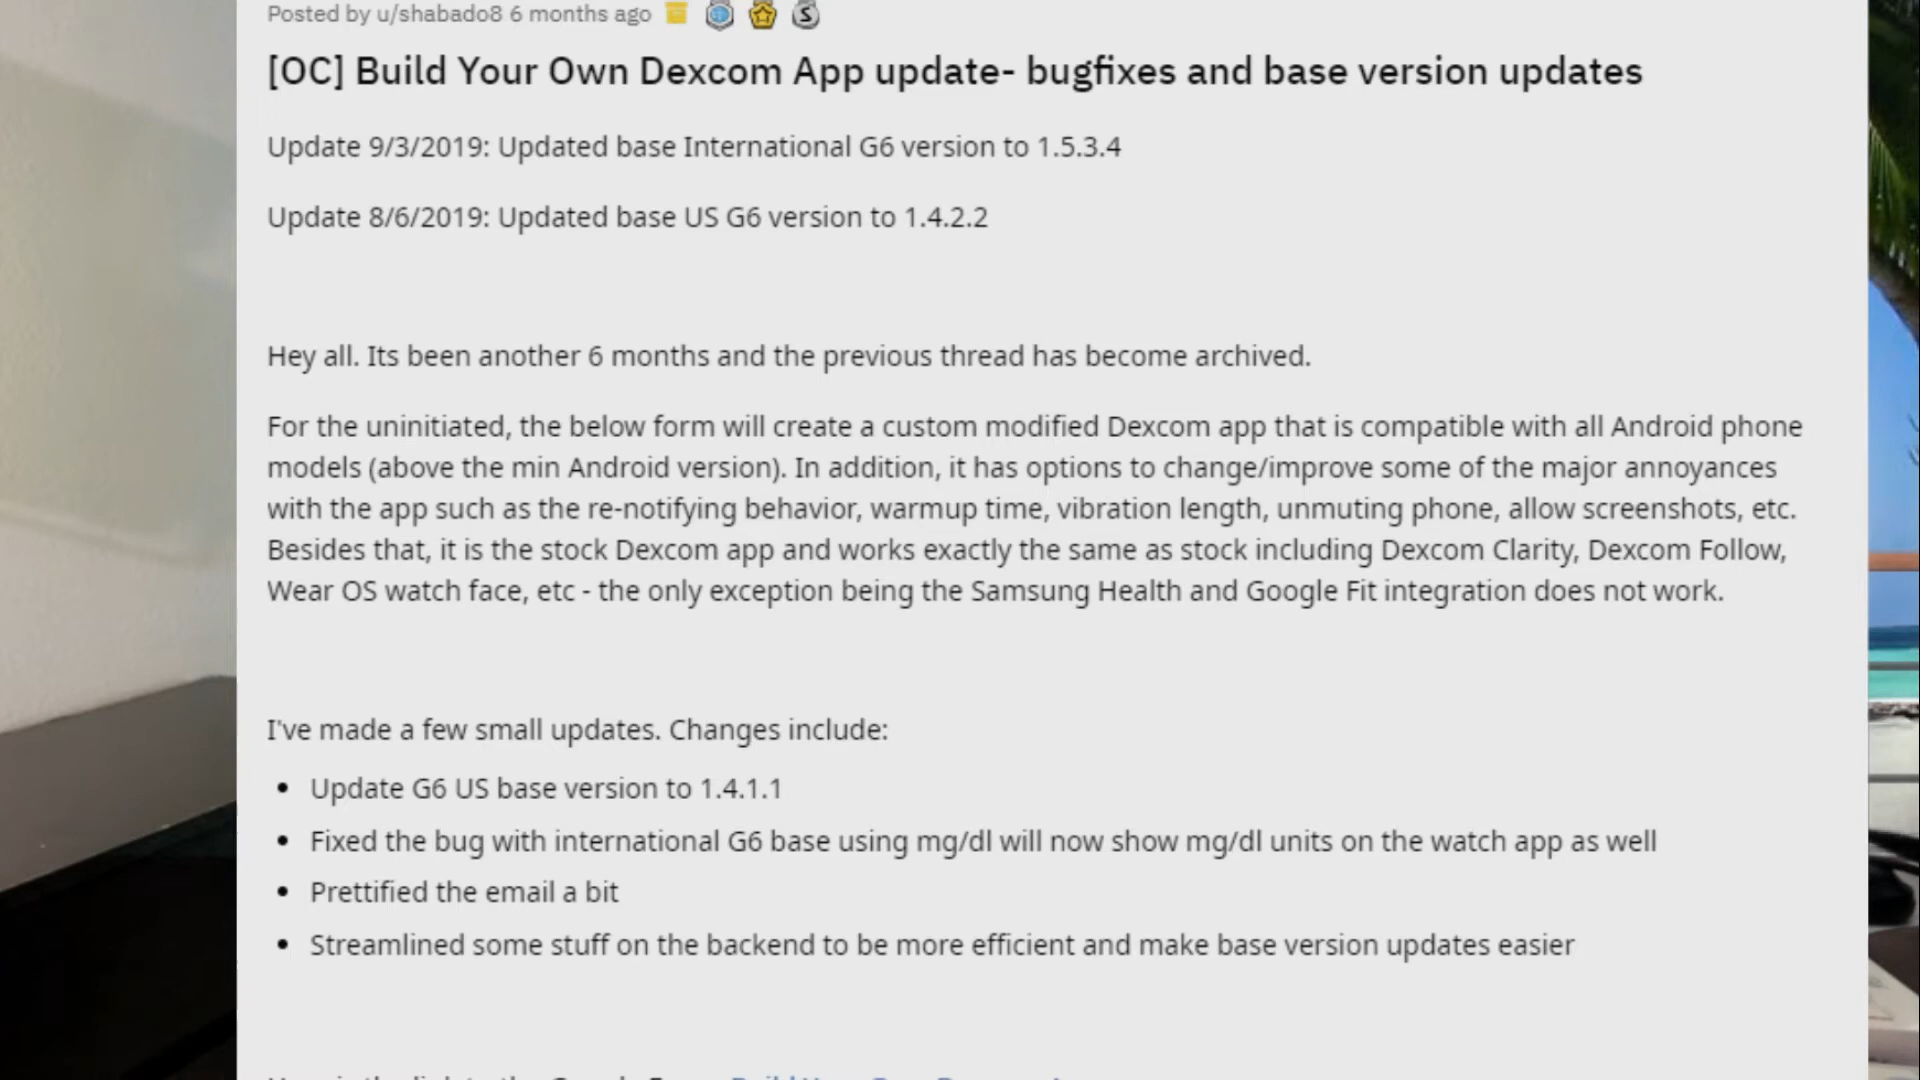 Posted by u/shabado8 6 months ago
[OC] Build Your Own Dexcom App update- bugfixes and base version updates
Update 9/3/2019: Updated base International G6 version to 1.5.3.4
Update 8/6/2019: Updated base US G6 version to 1.4.2.2
Hey all. Its been another 6 months and the previous thread has become archived.
For the uninitiated, the below form will create a custom modified Dexcom app that is compatible with all Android phone
models (above the min Android version). In addition, it has options to change/improve some of the major annoyances
with the app such as the re-notifying behavior, warmup time, vibration length, unmuting phone, allow screenshots, etc.
Besides that, it is the stock Dexcom app and works exactly the same as stock including Dexcom Clarity, Dexcom Follow,
Wear OS watch face, etc - the only exception being the Samsung Health and Google Fit integration does not work.
I've made a few small updates. Changes include:
• Update G6 US base version to 1.4.1.1
• Fixed the bug with international G6 base using mg/dl will now show mg/dl units on the watch app as well
• Prettified the email a bit
• Streamlined some stuff on the backend to be more efficient and make base version updates easier